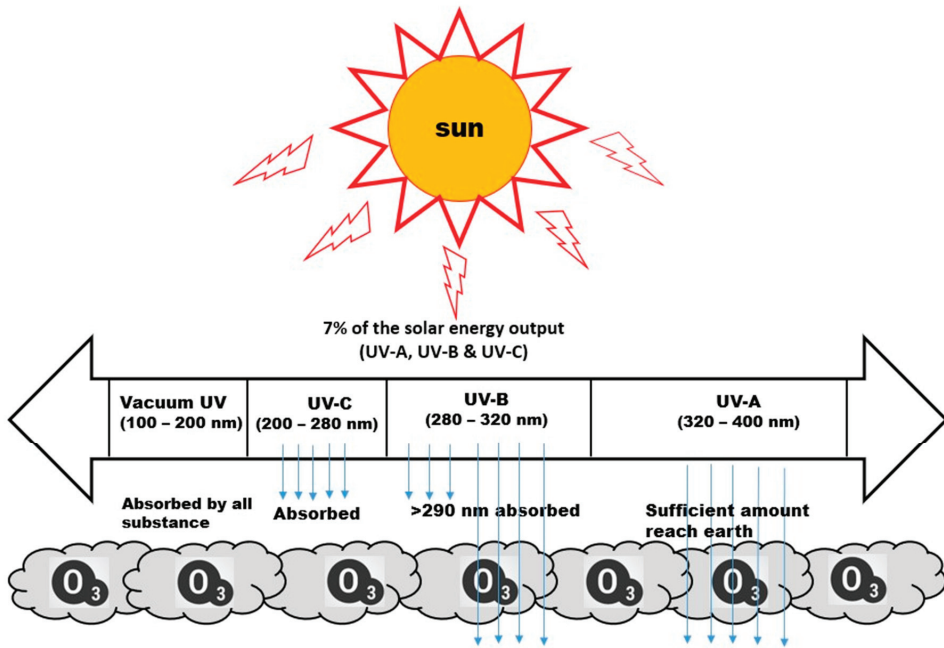 sun
7% of the solar energy output
(UV-A, UV-B & UV-C)
Vacuum UV
(100 – 200 nm)
UV-C
(200 – 280 nm)
UV-B
(280 – 320 nm)
UV-A
(320 – 400 nm)
Absorbed by all
substance
Absorbed
>290 nm absorbed
Sufficient amount
reach earth
O3
O3
O3
O3
O3
O3
O3